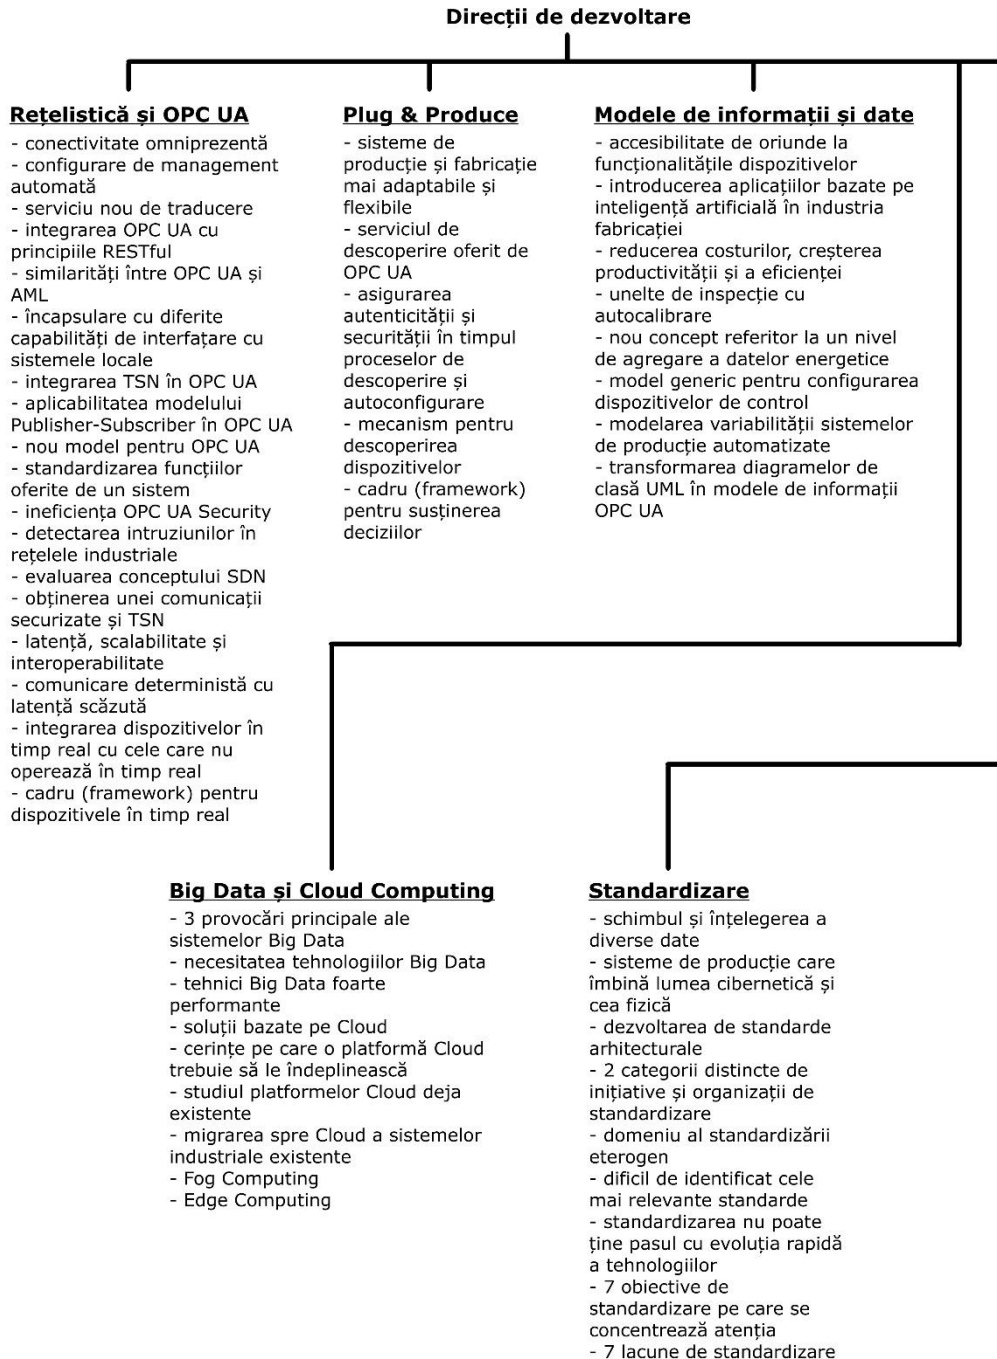 Direcții de dezvoltare
Rețelistică și OPC UA
- conectivitate omniprezentă
- configurare de management
automată
- serviciu nou de traducere
- integrarea OPC UA cu
principiile RESTful
- similarități între OPC UA și
AML
- încapsulare cu diferite
capabilități de interfațare cu
sistemele locale
- integrarea TSN în OPC UA
- aplicabilitatea modelului
Publisher-Subscriber în OPC UA
- nou model pentru OPC UA
- standardizarea funcțiilor
oferite de un sistem
- ineficiența OPC UA Security
- detectarea intruziunilor în
rețelele industriale
- evaluarea conceptului SDN
- obținerea unei comunicații
securizate și TSN
- latență, scalabilitate și
interoperabilitate
- comunicare deterministă cu
latență scăzută
- integrarea dispozitivelor în
timp real cu cele care nu
operează în timp real
- cadru (framework) pentru
dispozitivele în timp real
Plug & Produce
- sisteme de
producție și fabricație
mai adaptabile și
flexibile
- serviciul de
descoperire oferit de
OPC UA
- asigurarea
autenticității și
securității în timpul
proceselor de
descoperire și
autoconfigurare
- mecanism pentru
descoperirea
dispozitivelor
- cadru (framework)
pentru susținerea
deciziilor
Modele de informații și date
- accesibilitate de oriunde la
funcționalitățile dispozitivelor
- introducerea aplicațiilor bazate pe
inteligență artificială în industria
fabricației
- reducerea costurilor, creșterea
productivității și a eficienței
- unelte de inspecție cu
autocalibrare
- nou concept referitor la un nivel
de agregare a datelor energetice
- model generic pentru configurarea
dispozitivelor de control
- modelarea variabilității sistemelor
de producție automatizate
- transformarea diagramelor de
clasă UML în modele de informații
OPC UA
Big Data și Cloud Computing
- 3 provocări principale ale
sistemelor Big Data
- necesitatea tehnologiilor Big Data
- tehnici Big Data foarte
performante
- soluții bazate pe Cloud
- cerințe pe care o platformă Cloud
trebuie să le îndeplinească
- studiul platformelor Cloud deja
existente
- migrarea spre Cloud a sistemelor
industriale existente
- Fog Computing
- Edge Computing
Standardizare
- schimbul și înțelegerea a
diverse date
- sisteme de producție care
îmbină lumea cibernetică și
cea fizică
- dezvoltarea de standarde
arhitecturale
- 2 categorii distincte de
inițiative și organizații de
standardizare
- domeniu al standardizării
eterogen
- dificil de identificat cele
mai relevante standarde
- standardizarea nu poate
ține pasul cu evoluția rapidă
a tehnologiilor
- 7 obiective de
standardizare pe care se
concentrează atenția
- 7 lacune de standardizare